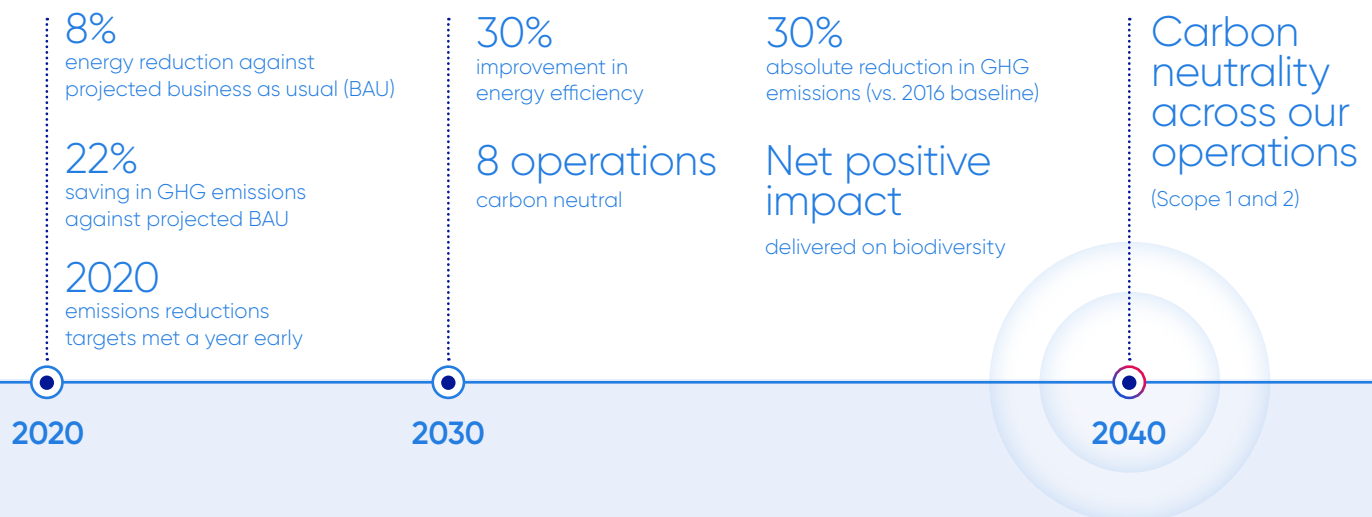 8%
energy reduction against
projected business as usual (BAU)
22%
saving in GHG emissions
against projected BAU
2020
emissions reductions
targets met a year early
30%
improvement in
energy efficiency
8 operations
carbon neutral
30%
absolute reduction in GHG
emissions (vs. 2016 baseline)
Net positive
impact
delivered on biodiversity
Carbon
neutrality
across our
operations
(Scope 1 and 2)
2020
2030
2040